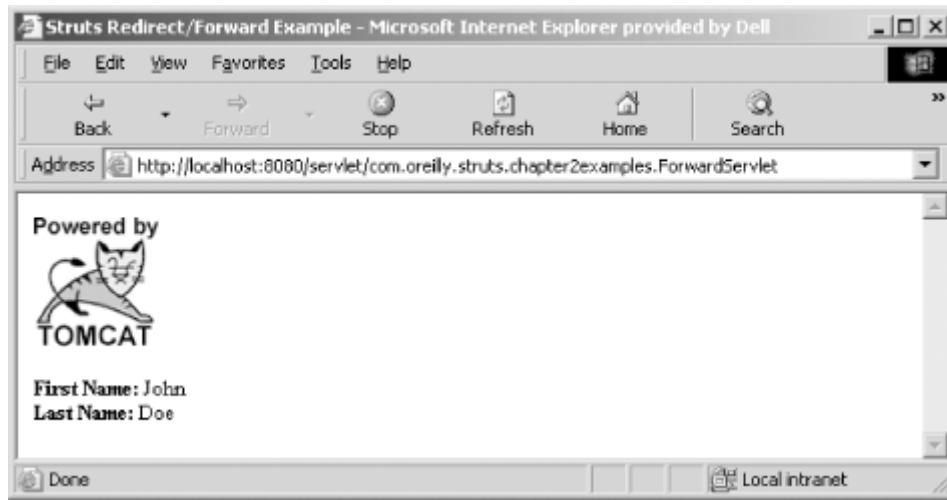 Struts Redirect/Forward Example - Microsoft Internet Explorer provided by Dell
File Edit View Favorites Tools Help
Back Forward Stop Refresh Home Search
Address http://localhost:8080/servlet/com.oreilly.struts.chapter2examples.ForwardServlet
Powered by
TOMCAT
First Name: John
Last Name: Doe
Done Local intranet